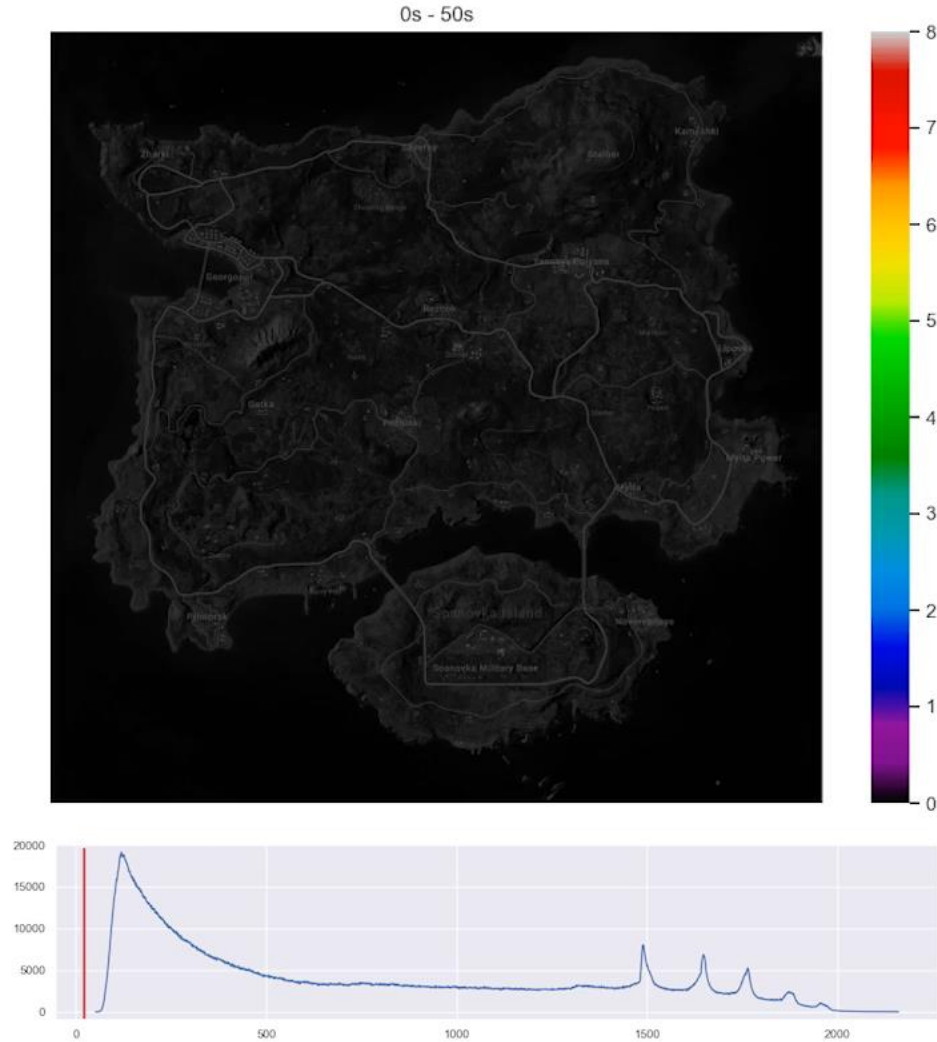 0s - 50s
8
Zharki
Severny
Kameshki
Stalber
7
Shooting Range
Georgopol
Yasnaya Polyana
6
Rozhok
5
School
Gatka
Pochinki
4
Mylta Power
Mylta
3
2
Primorsk
Sosnovka Island
Novorepnoye
Sosnovka Military Base
1
0
20000
15000
10000
5000
0
0
500
1000
1500
2000